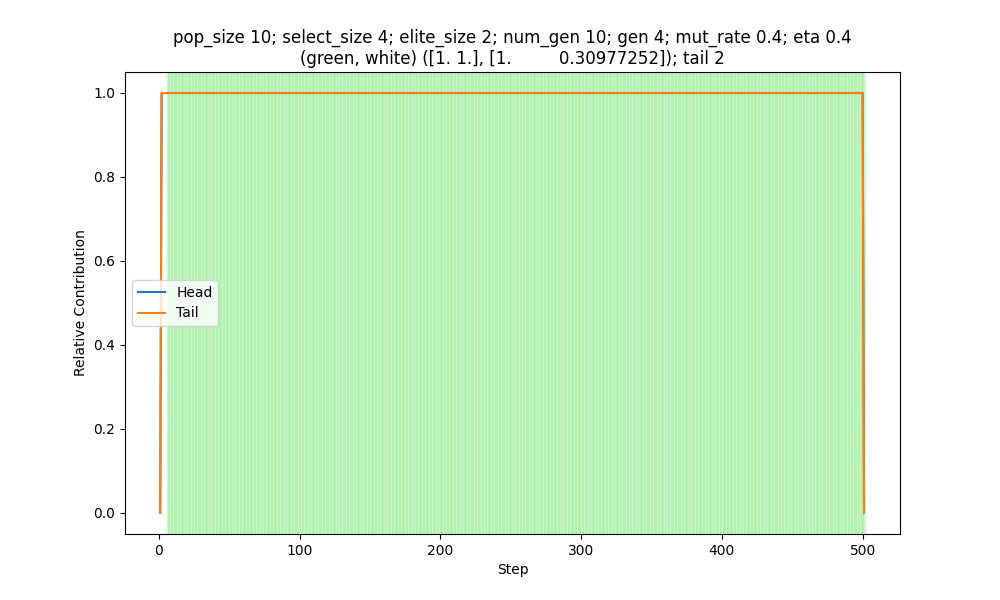 pop_size 10; select_size 4; elite_size 2; num_gen 10; gen 4; mut_rate 0.4; eta 0.4
(green, white) ([1. 1.], [1.          0.30977252]); tail 2
1.0
0.8
0.6
0.4
0.2
0.0
Relative Contribution
Head
Tail
0
100
200
300
400
500
Step